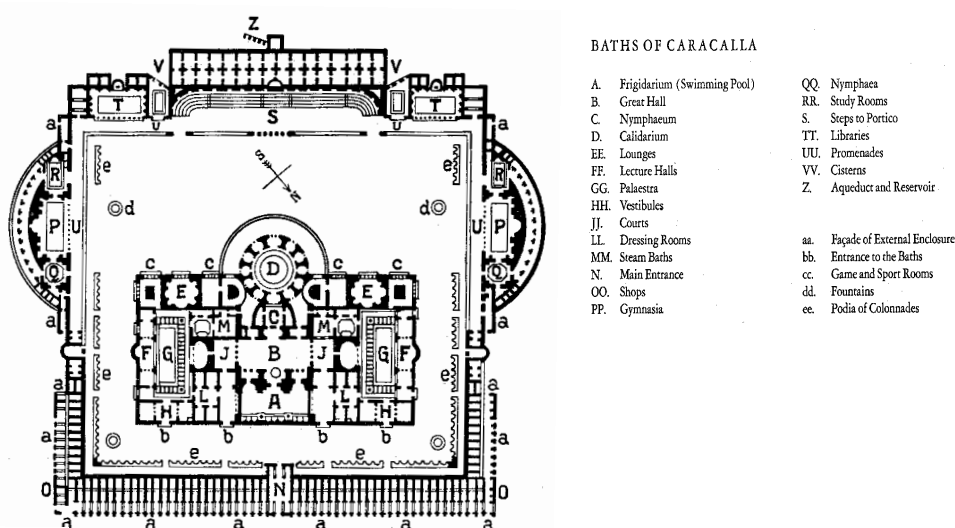 Z
V V
T S T
u u
a a
e e
S
N
R R
d d
P U U P
Q Q
c c D c c
E E
a C a
M M
F G J B J G F
e e
a L A L a
H H
b b b b
a a
e e
O N O
a a a a a a
BATHS OF CARACALLA
A. Frigidarium (Swimming Pool)
B. Great Hall
C. Nymphaeum
D. Calidarium
EE. Lounges
FF. Lecture Halls
GG. Palaestra
HH. Vestibules
JJ. Courts
LL. Dressing Rooms
MM. Steam Baths
N. Main Entrance
OO. Shops
PP. Gymnasia
QQ. Nymphaea
RR. Study Rooms
S. Steps to Portico
TT. Libraries
UU. Promenades
VV. Cisterns
Z. Aqueduct and Reservoir
aa. Façade of External Enclosure
bb. Entrance to the Baths
cc. Game and Sport Rooms
dd. Fountains
ee. Podia of Colonnades